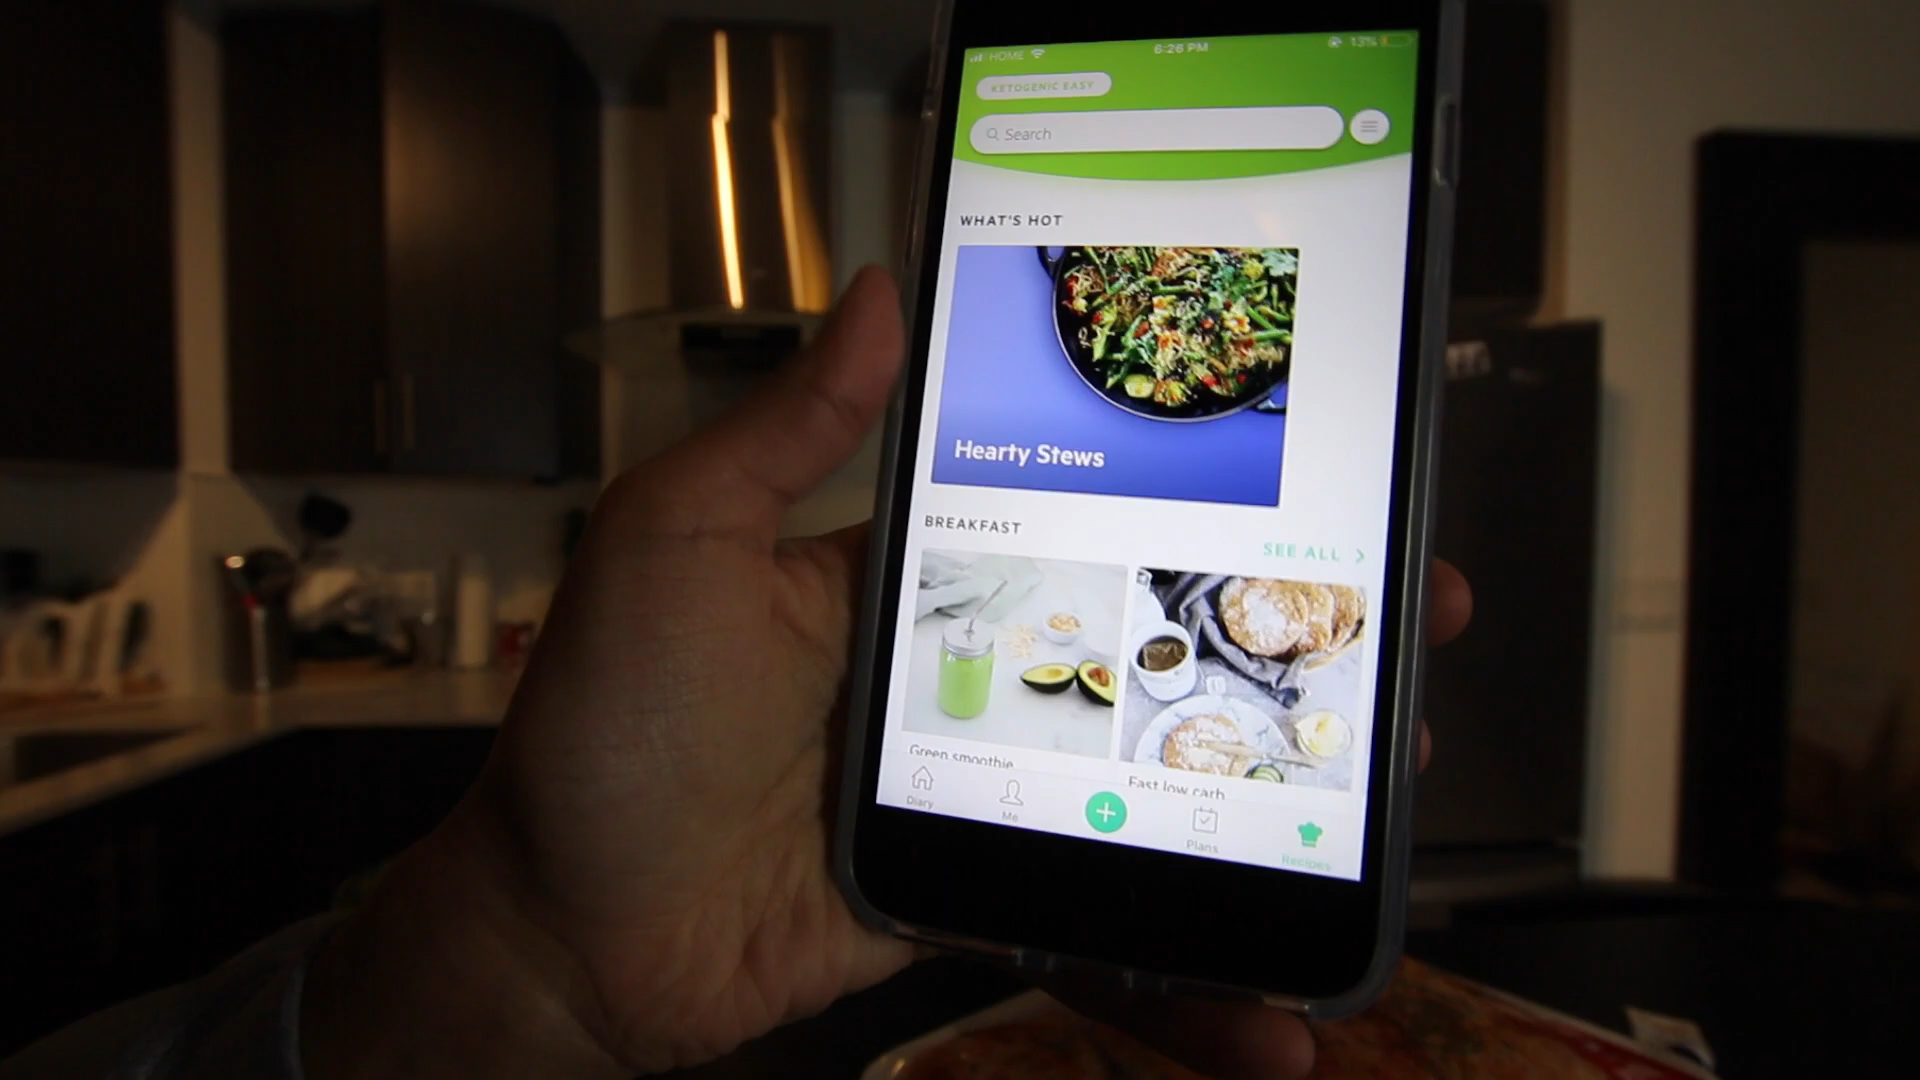 HOME 6:26 PM 13%
KETOGENIC EASY
Search
WHAT'S HOT
Hearty Stews
BREAKFAST
SEE ALL >
Green smoothie
Fast low carb
Diary
Me
+
Plans
Recipes